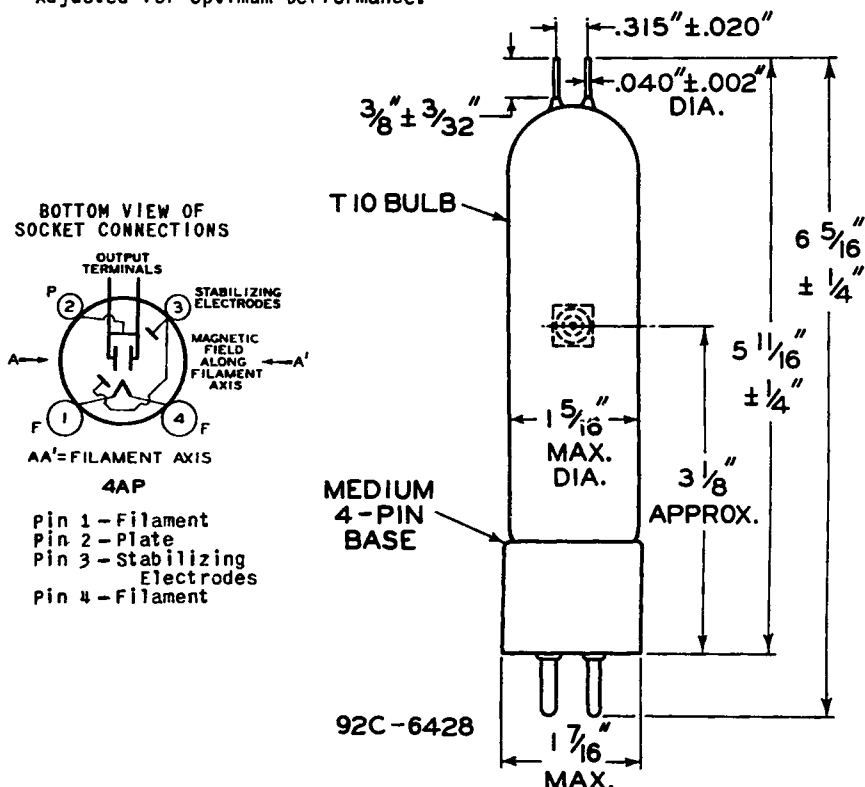 Adjusted for optimum performance.
.315"±.020"
.040"±.002"
DIA.
3/8"±3/32"
T10 BULB
BOTTOM VIEW OF
SOCKET CONNECTIONS
OUTPUT
TERMINALS
P
2
3
STABILIZING
ELECTRODES
MAGNETIC
FIELD
ALONG
FILAMENT
AXIS
A
A'
F
1
4
F
AA'=FILAMENT AXIS
4AP
Pin 1-Filament
Pin 2-Plate
Pin 3-Stabilizing
Electrodes
Pin 4-Filament
6 5/16"
± 1/4"
5 11/16"
± 1/4"
1 5/16"
MAX.
DIA.
3 1/8"
APPROX.
MEDIUM
4-PIN
BASE
92C-6428
1 7/16"
MAX.